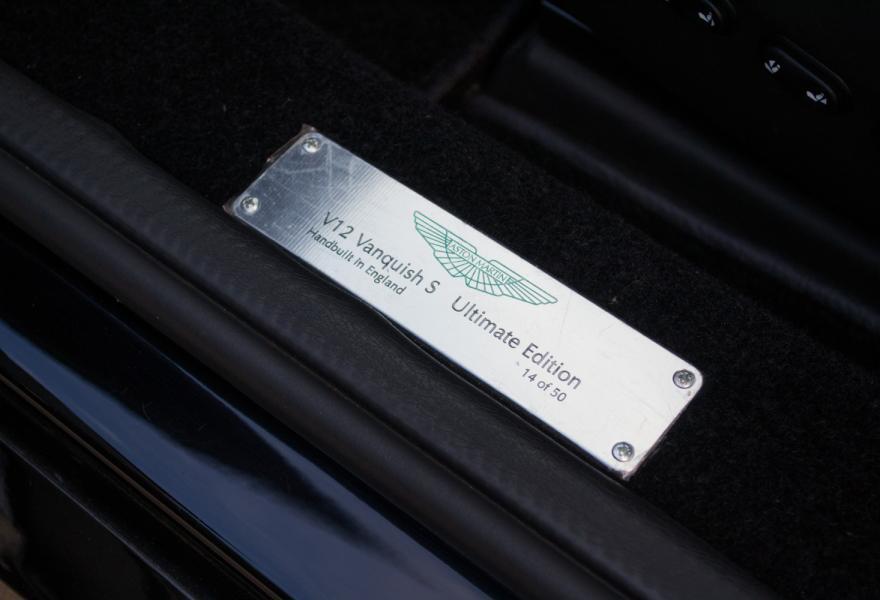 ASTON MARTIN
V12 Vanquish S Ultimate Edition
Handbuilt in England 14 of 50